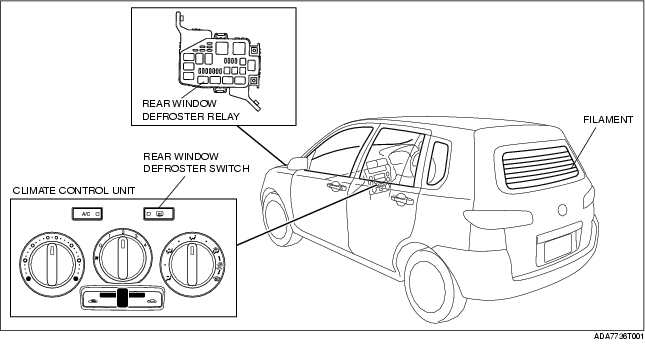 REAR WINDOW
DEFROSTER RELAY
REAR WINDOW
DEFROSTER SWITCH
CLIMATE CONTROL UNIT
A/C
FILAMENT
ADA7736T001